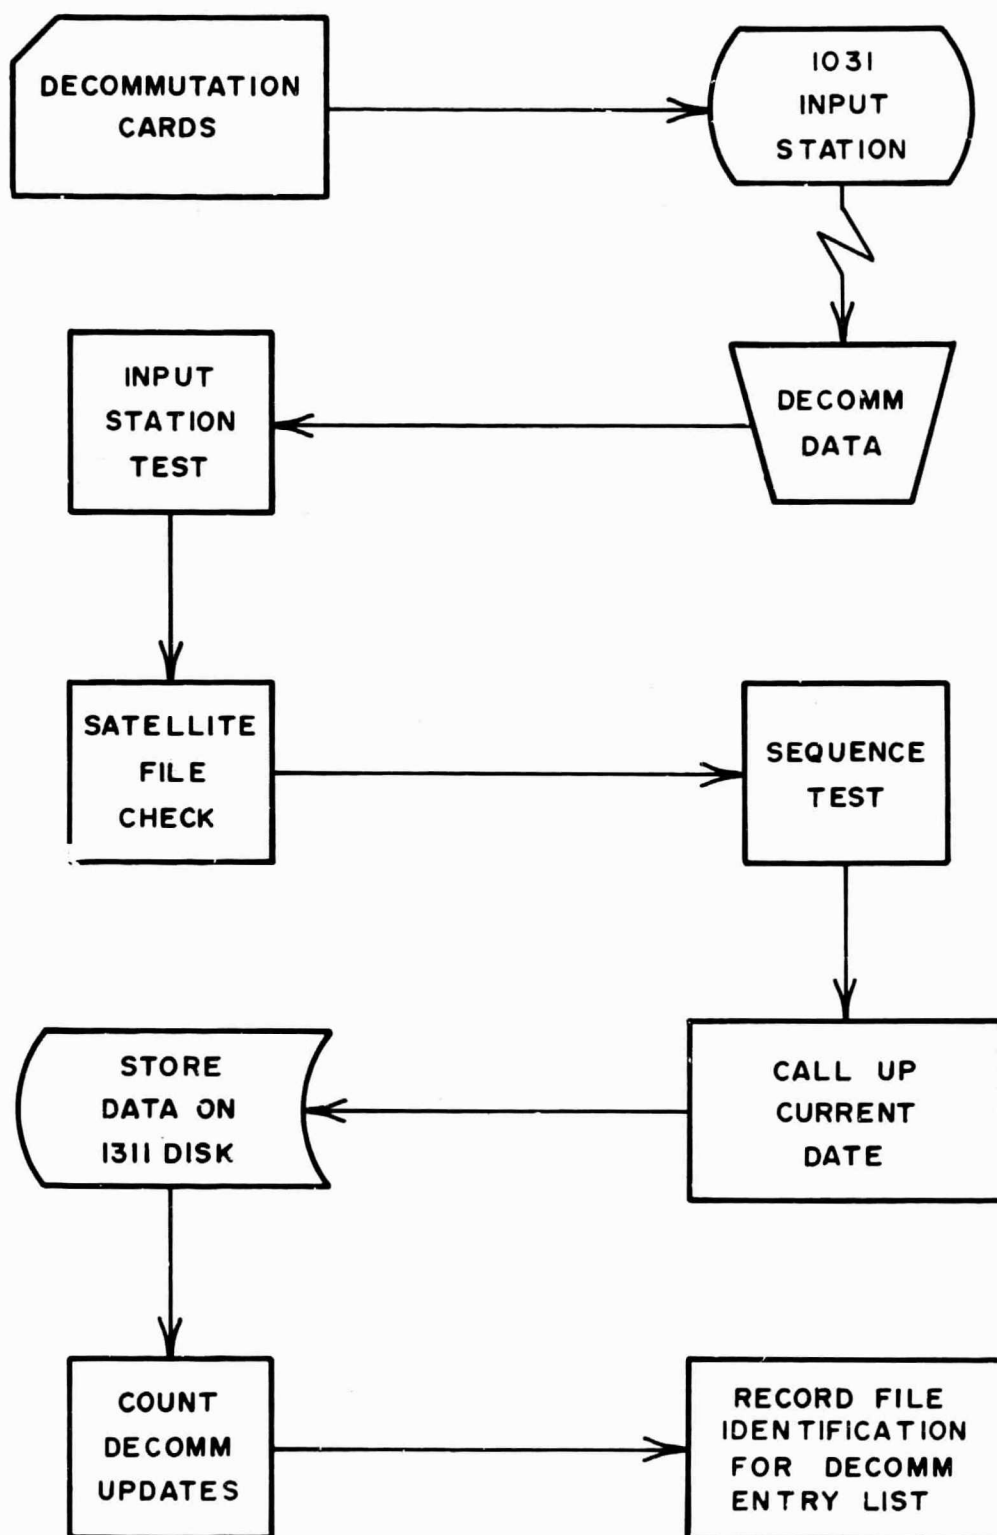 DECOMMUTATION
CARDS
1031
INPUT
STATION
DECOMM
DATA
INPUT
STATION
TEST
SATELLITE
FILE
CHECK
SEQUENCE
TEST
CALL UP
CURRENT
DATE
STORE
DATA ON
1311 DISK
COUNT
DECOMM
UPDATES
RECORD FILE
IDENTIFICATION
FOR DECOMM
ENTRY LIST